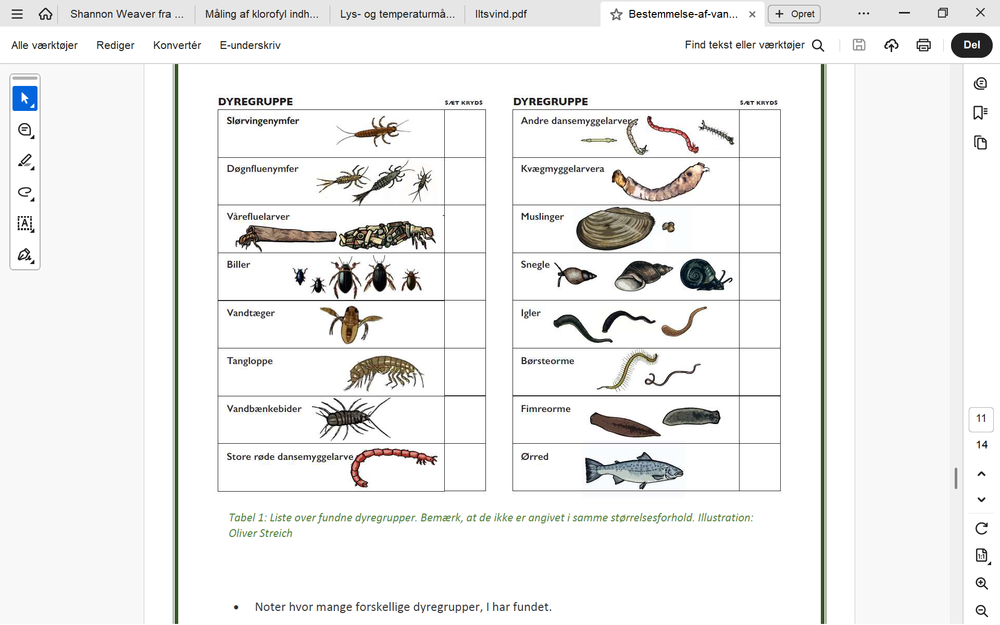 Shannon Weaver fra ...
Måling af klorofyl indh...
Lys- og temperaturmå...
Iltsvind.pdf
Bestemmelse-af-van...
Opret
Alle værktøjer
Rediger
Konvertér
E-underskriv
Find tekst eller værktøjer
Del
DYREGRUPPE
SÆT KRYDS
Slørvingenymfer
Døgnfluenymfer
Vårefluelarver
Biller
Vandtæger
Tangloppe
Vandbænkebider
Store røde dansemyggelarve
DYREGRUPPE
SÆT KRYDS
Andre dansemyggelarver
Kvægmyggelarvera
Muslinger
Snegle
Igler
Børsteorme
Fimreorme
Ørred
Tabel 1: Liste over fundne dyregrupper. Bemærk, at de ikke er angivet i samme størrelsesforhold. Illustration:
Oliver Streich
• Noter hvor mange forskellige dyregrupper, I har fundet.
A
11
14
1:1